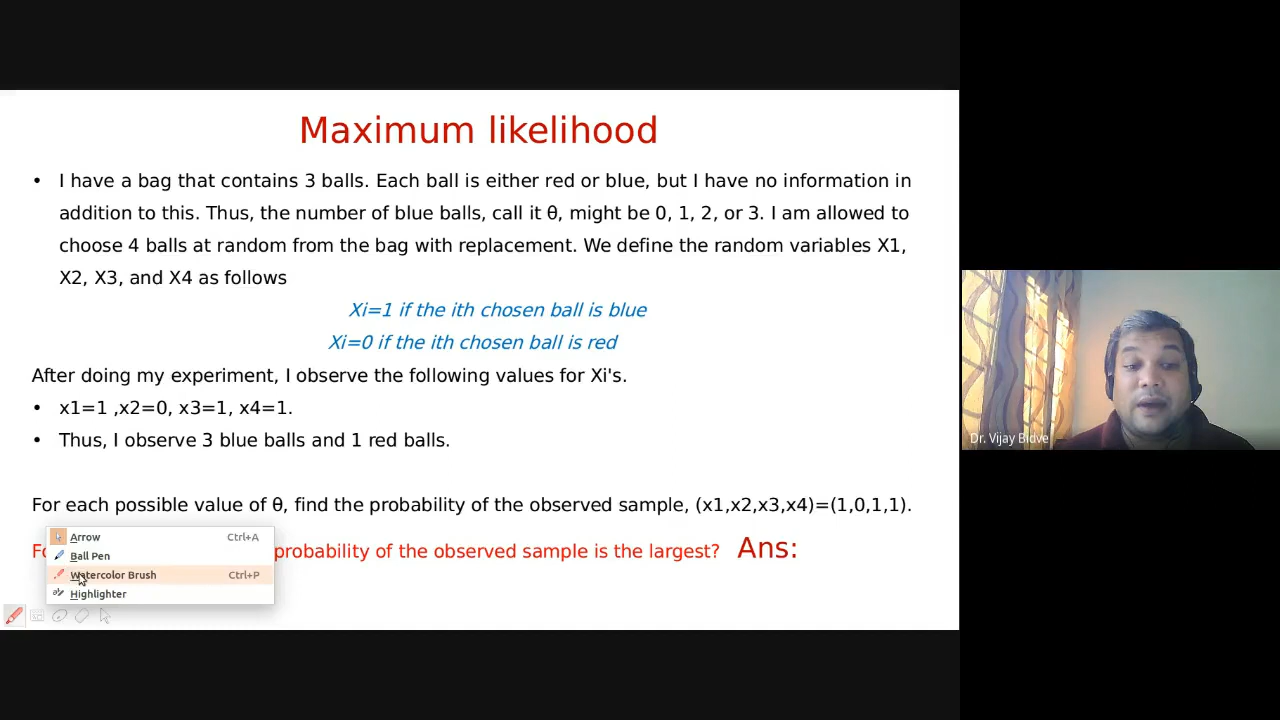 Maximum likelihood
• I have a bag that contains 3 balls. Each ball is either red or blue, but I have no information in
addition to this. Thus, the number of blue balls, call it θ, might be 0, 1, 2, or 3. I am allowed to
choose 4 balls at random from the bag with replacement. We define the random variables X1,
X2, X3, and X4 as follows
Xi=1 if the ith chosen ball is blue
Xi=0 if the ith chosen ball is red
After doing my experiment, I observe the following values for Xi's.
• x1=1 ,x2=0, x3=1, x4=1.
• Thus, I observe 3 blue balls and 1 red balls.
Dr. Vijay Bidve
For each possible value of θ, find the probability of the observed sample, (x1,x2,x3,x4)=(1,0,1,1).
probability of the observed sample is the largest? Ans:
Arrow Ctrl+A
Ball Pen
Watercolor Brush Ctrl+P
Highlighter